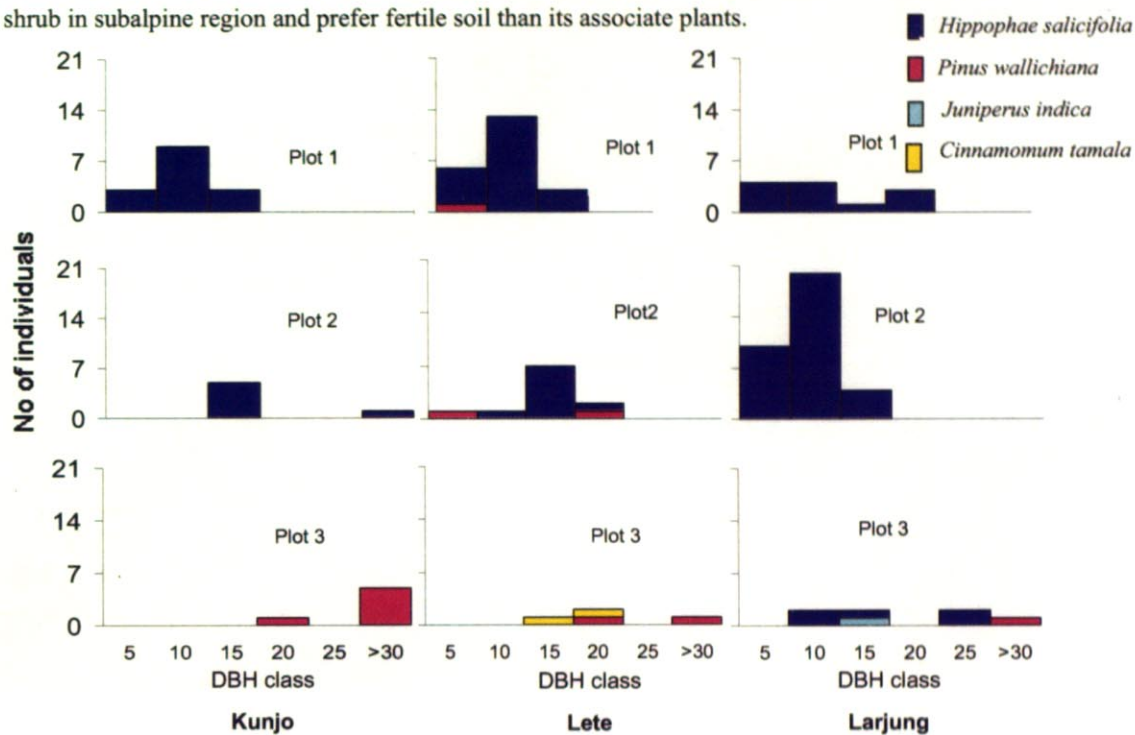 shrub in subalpine region and prefer fertile soil than its associate plants.
Hippophae salicifolia
Pinus wallichiana
Juniperus indica
Cinnamomum tamala
No of individuals
21
14
7
0
Plot 1
Plot 1
21
14
7
0
Plot 1
21
14
7
0
Plot 2
Plot2
Plot 2
21
14
7
0
Plot 3
Plot 3
Plot 3
5 10 15 20 25 >30
5 10 15 20 25 >30
5 10 15 20 25 >30
DBH class
DBH class
DBH class
Kunjo
Lete
Larjung